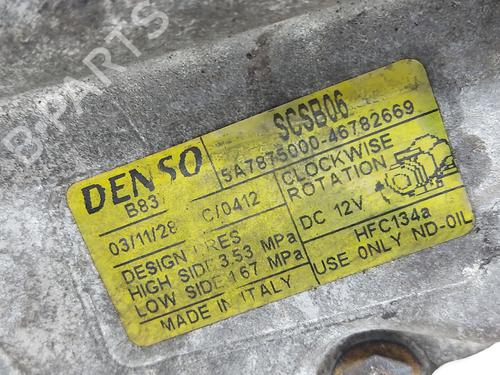 B-PARTS
DENSO
SCSB06
B83
5A7875000-46782669
03/11/28
C/0412
CLOCKWISE
ROTATION
DESIGN PRES
HIGH SIDE 3.53 MPa
LOW SIDE 1.67 MPa
DC 12V
HFC134a
MADE IN ITALY
USE ONLY ND-OIL